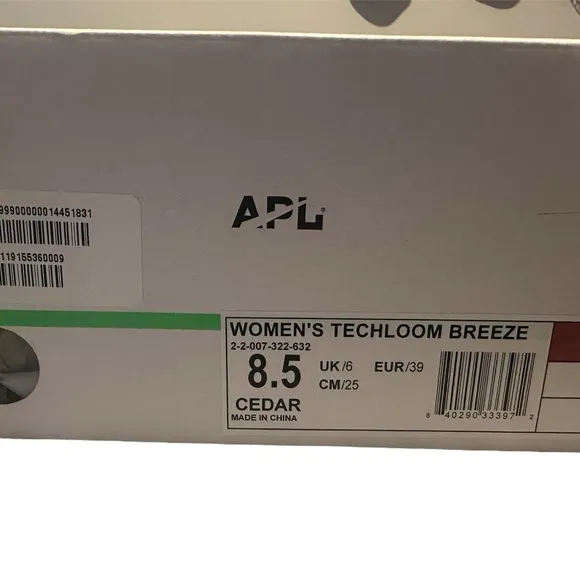 99900000014451831
119155360009
APL
WOMEN'S TECHLOOM BREEZE
2-2-007-322-632
8.5 UK/6 EUR/39
CM/25
CEDAR
MADE IN CHINA
8 40290 33397 2